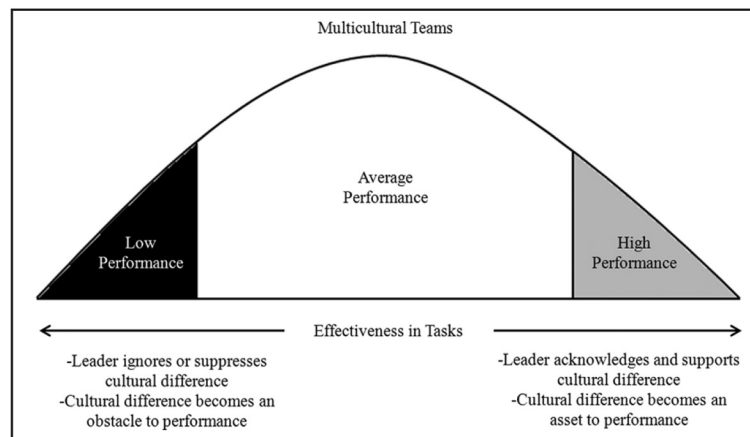 Multicultural Teams
Average
Performance
Low
Performance
High
Performance
Effectiveness in Tasks
-Leader ignores or suppresses
cultural difference
-Cultural difference becomes an
obstacle to performance
-Leader acknowledges and supports
cultural difference
-Cultural difference becomes an
asset to performance